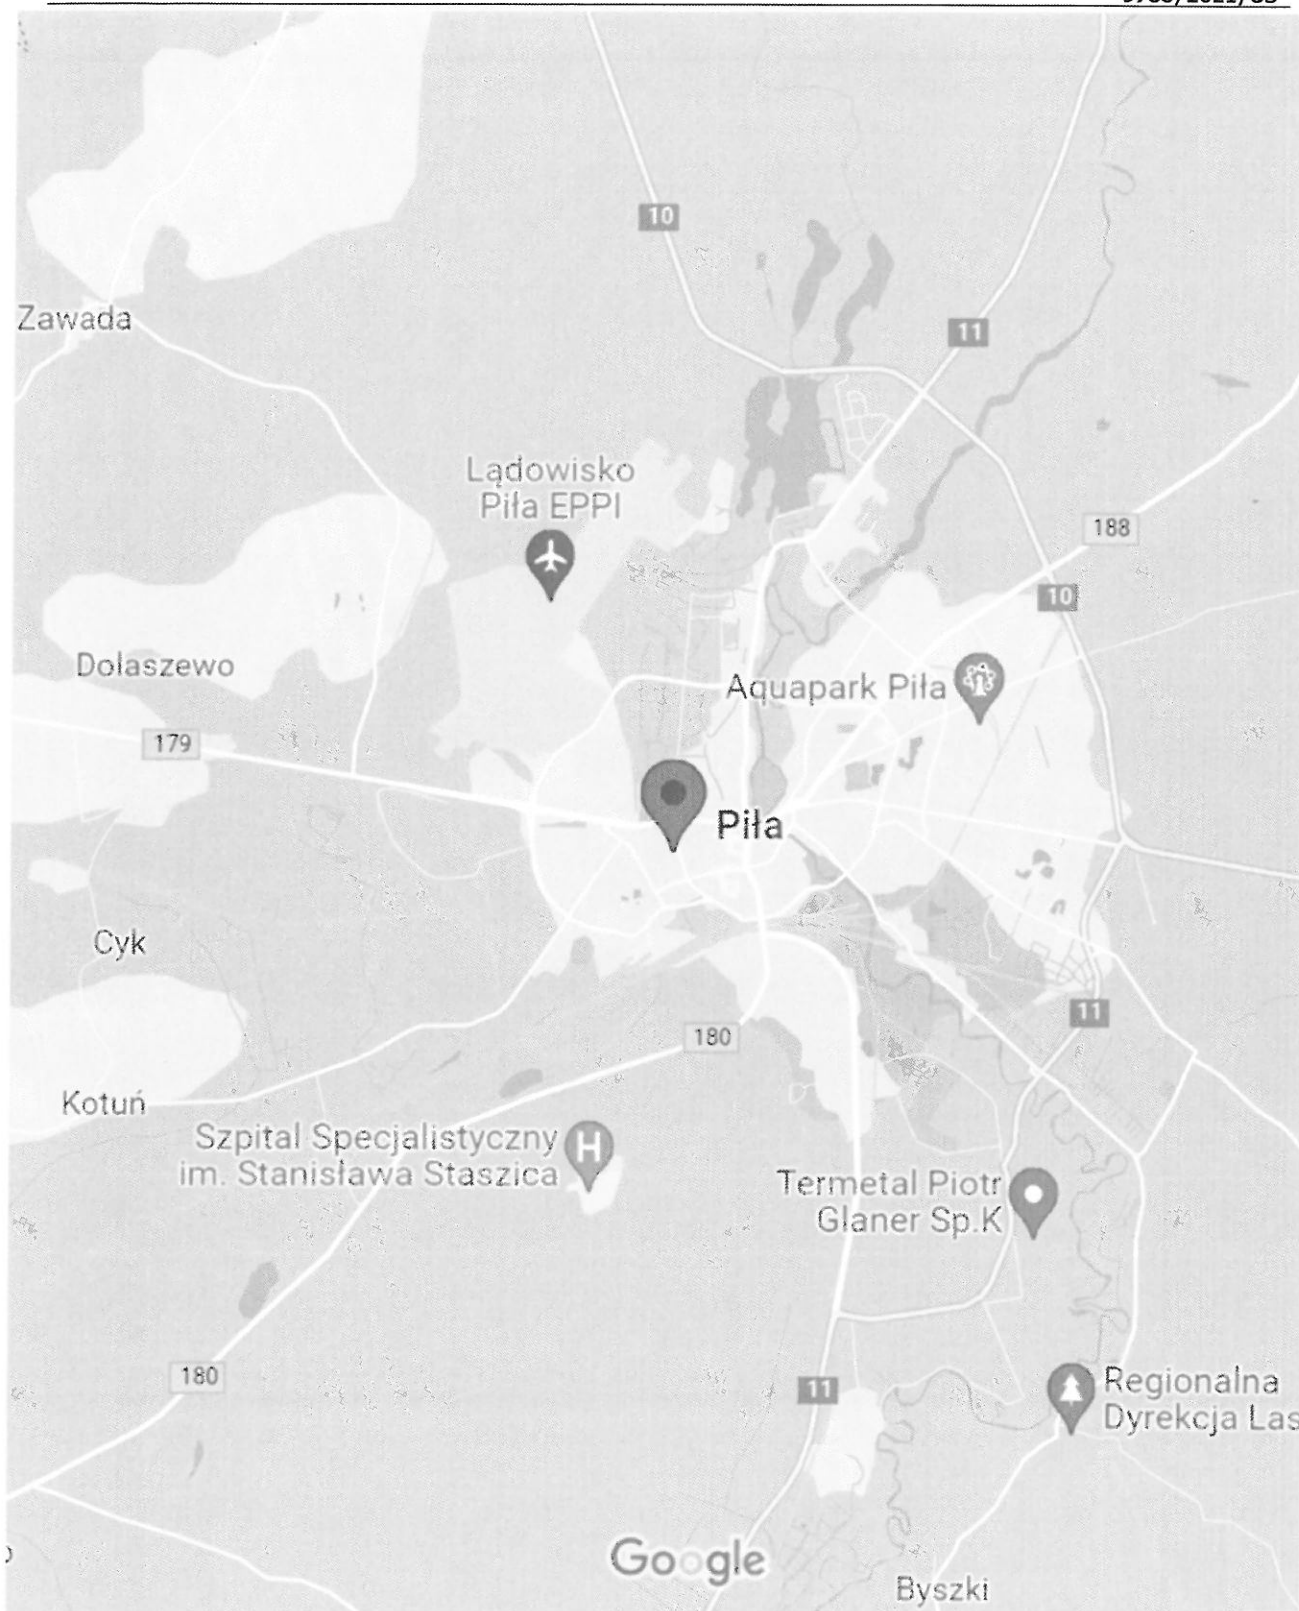 10
Zawada
11
Lądowisko
Piła EPPI
188
10
Dolaszewo
Aquapark Piła
179
Piła
Cyk
11
180
Kotuń
Szpital Specjalistyczny
im. Stanisława Staszica
Termetal Piotr
Glaner Sp.K
180
11
Regionalna
Dyrekcja Las
Google
Byszki